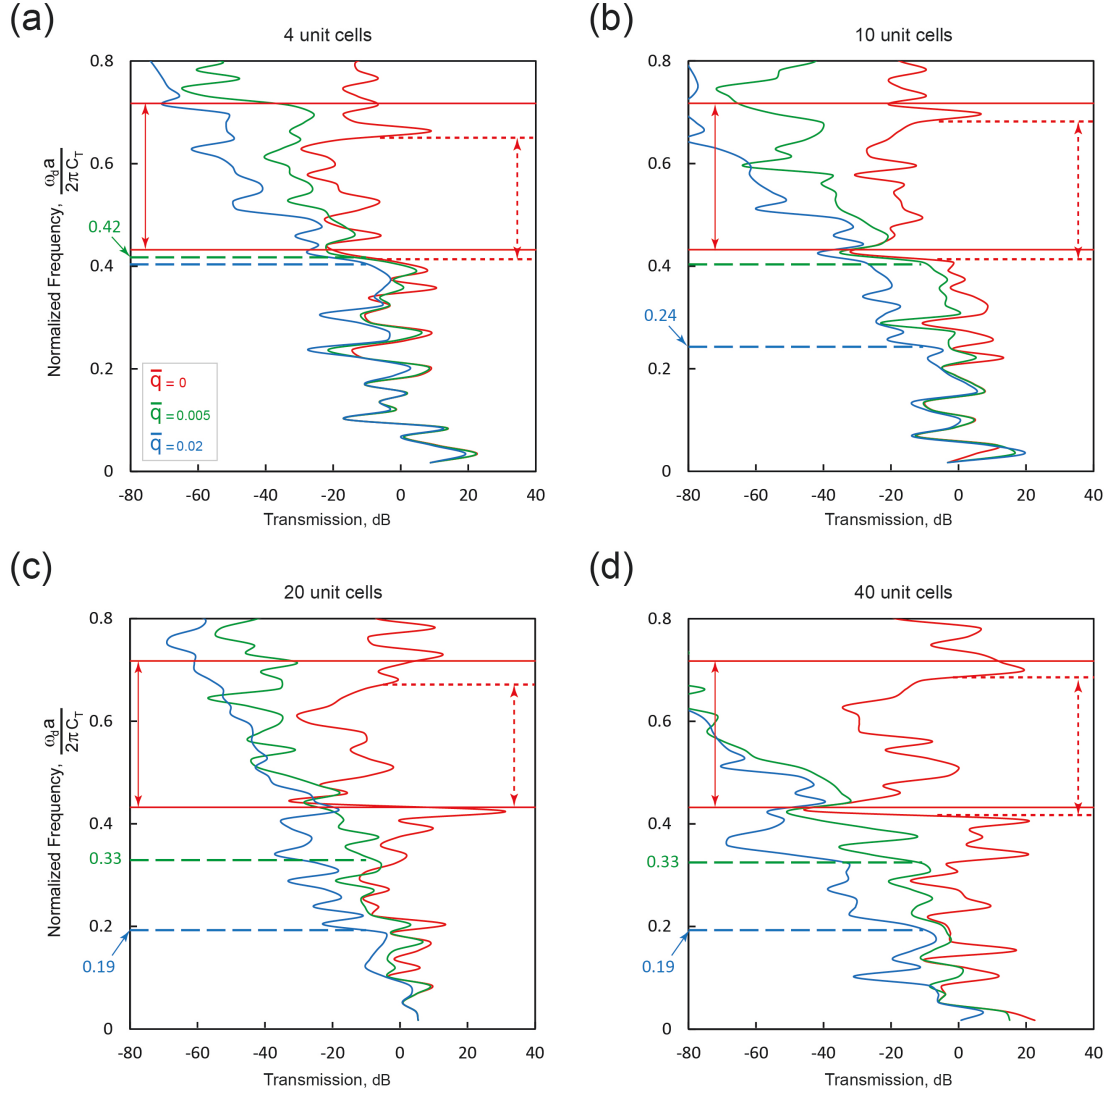 (a)
4 unit cells
Normalized Frequency, ω_d a / 2π C_T
0.8
0.6
0.42
0.4
0.2
0
q̅ = 0
q̅ = 0.005
q̅ = 0.02
-80 -60 -40 -20 0 20 40
Transmission, dB
(b)
10 unit cells
0.8
0.6
0.4
0.24
0.2
0
-80 -60 -40 -20 0 20 40
Transmission, dB
(c)
20 unit cells
Normalized Frequency, ω_d a / 2π C_T
0.8
0.6
0.4
0.33
0.2
0.19
0
-80 -60 -40 -20 0 20 40
Transmission, dB
(d)
40 unit cells
0.8
0.6
0.4
0.33
0.2
0.19
0
-80 -60 -40 -20 0 20 40
Transmission, dB